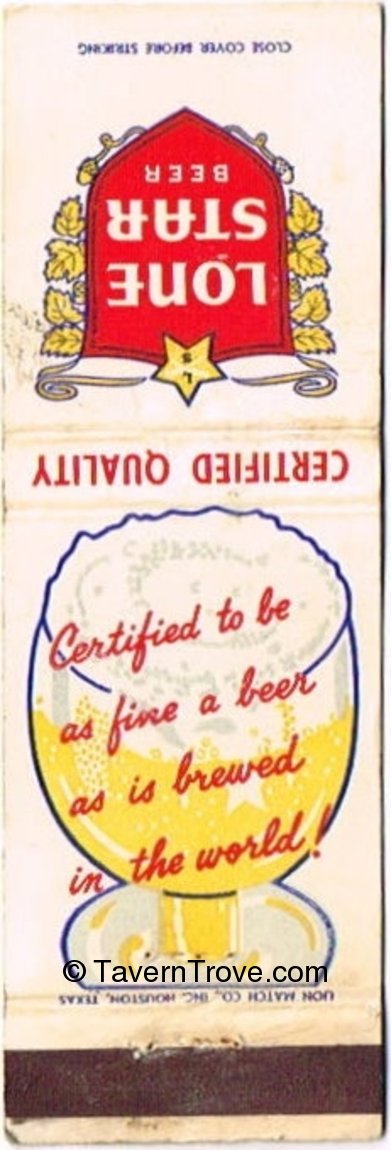 CLOSE COVER BEFORE STRIKING
LONE
STAR
BEER
L S
CERTIFIED QUALITY
Certified to be
as fine a beer
as is brewed
in the world!
© TavernTrove.com
LION MATCH CO., INC. HOUSTON, TEXAS